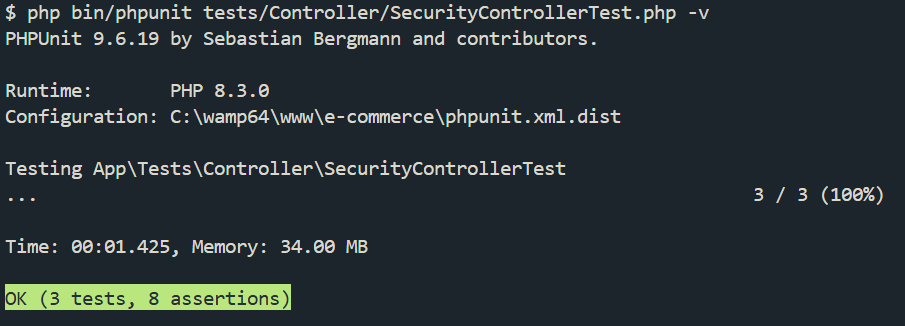 $ php bin/phpunit tests/Controller/SecurityControllerTest.php -v
PHPUnit 9.6.19 by Sebastian Bergmann and contributors.
Runtime:       PHP 8.3.0
Configuration: C:\wamp64\www\e-commerce\phpunit.xml.dist
Testing App\Tests\Controller\SecurityControllerTest
...                                                                 3 / 3 (100%)
Time: 00:01.425, Memory: 34.00 MB
OK (3 tests, 8 assertions)